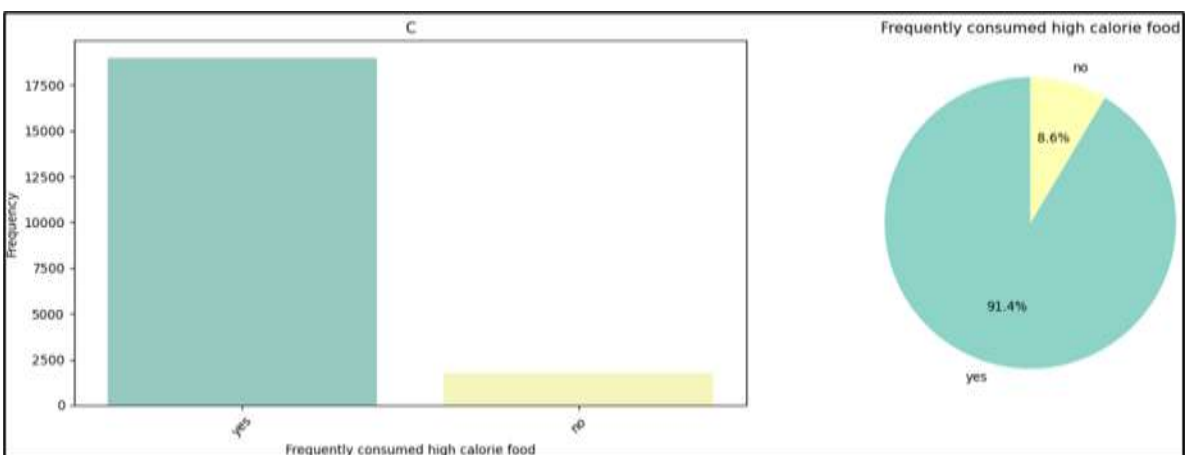 C
17500
15000
12500
10000
7500
5000
2500
0
Frequency
yes
no
Frequently consumed high calorie food
Frequently consumed high calorie food
no
8.6%
91.4%
yes